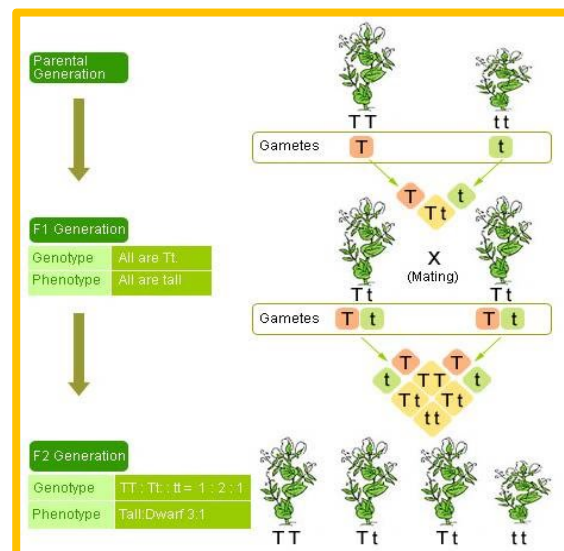 Parental
Generation
TT
tt
Gametes
T
t
T
t
Tt
F1 Generation
Genotype
All are Tt.
Phenotype
All are tall
X
(Mating)
Tt
Tt
Gametes
T t
T t
T
T
t
TT
t
Tt
Tt
tt
F2 Generation
Genotype
TT : Tt : : tt = 1 : 2 : 1
Phenotype
Tall:Dwarf 3:1
TT
Tt
Tt
tt